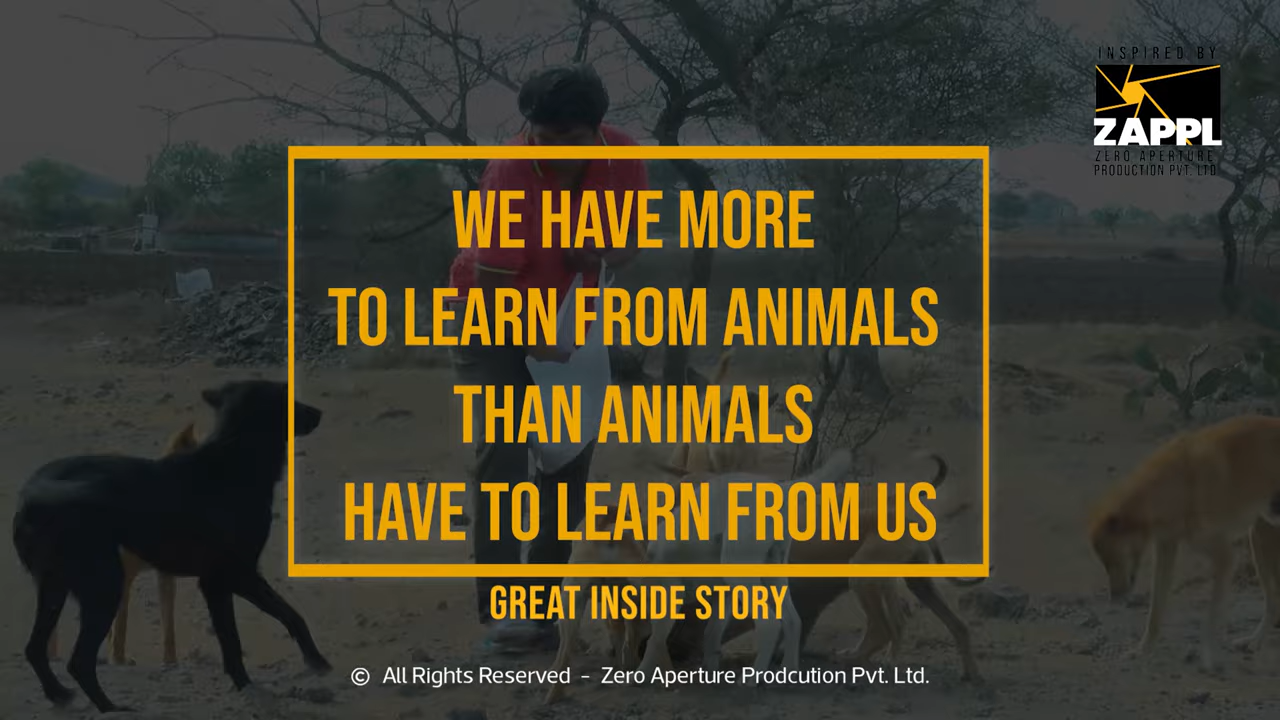 INSPIRED BY
ZAPPL
ZERO APERTURE
PRODUCTION PVT. LTD
WE HAVE MORE
TO LEARN FROM ANIMALS
THAN ANIMALS
HAVE TO LEARN FROM US
GREAT INSIDE STORY
© All Rights Reserved - Zero Aperture Prodcution Pvt. Ltd.